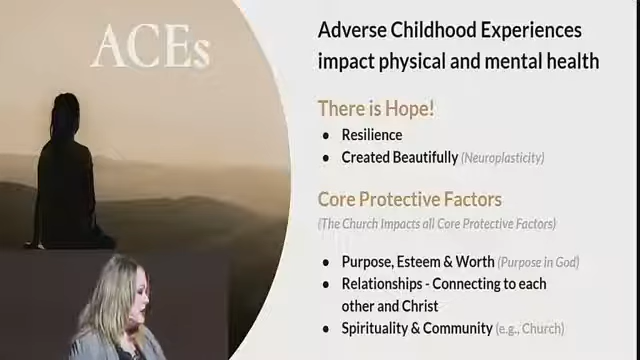 ACEs
Adverse Childhood Experiences
impact physical and mental health
There is Hope!
● Resilience
● Created Beautifully (Neuroplasticity)
Core Protective Factors
(The Church Impacts all Core Protective Factors)
● Purpose, Esteem & Worth (Purpose in God)
● Relationships - Connecting to each
other and Christ
● Spirituality & Community (e.g., Church)